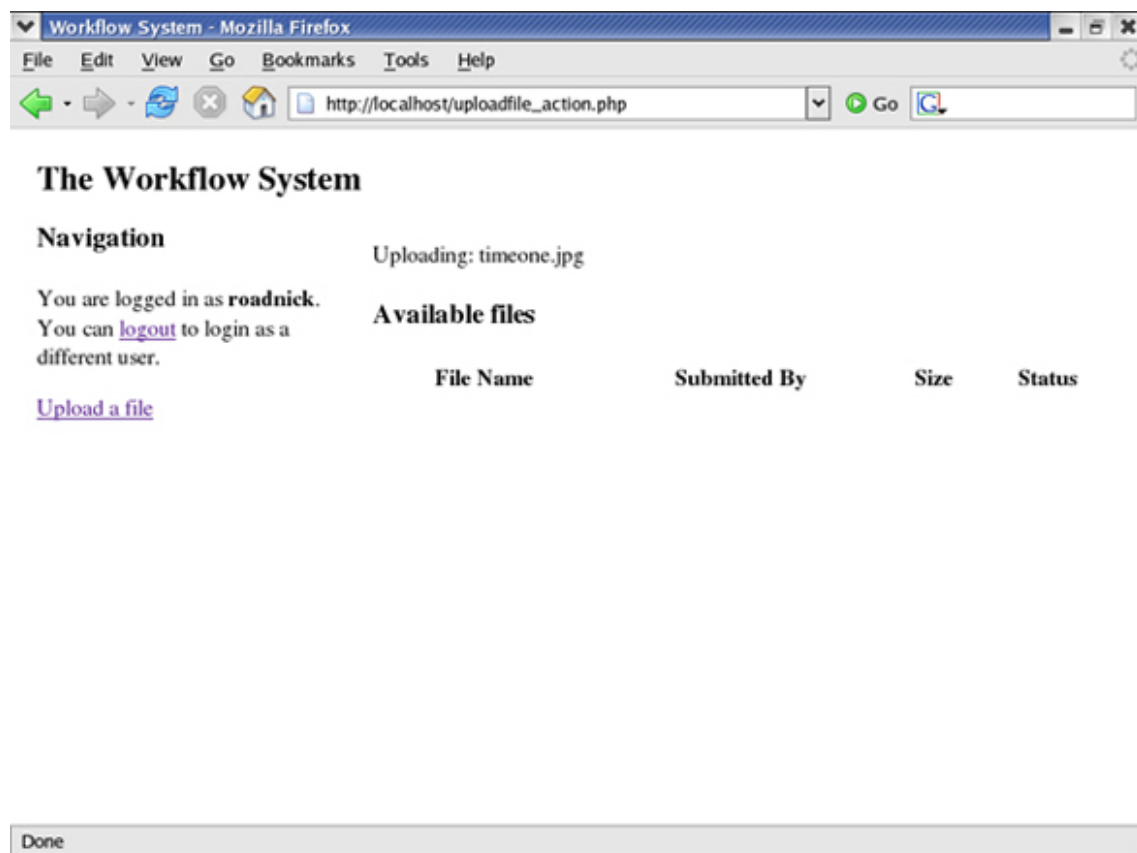 Workflow System - Mozilla Firefox
File Edit View Go Bookmarks Tools Help
http://localhost/uploadfile_action.php Go G
The Workflow System
Navigation
Uploading: timeone.jpg
You are logged in as roadnick.
You can logout to login as a
different user.
Upload a file
Available files
File Name Submitted By Size Status
Done